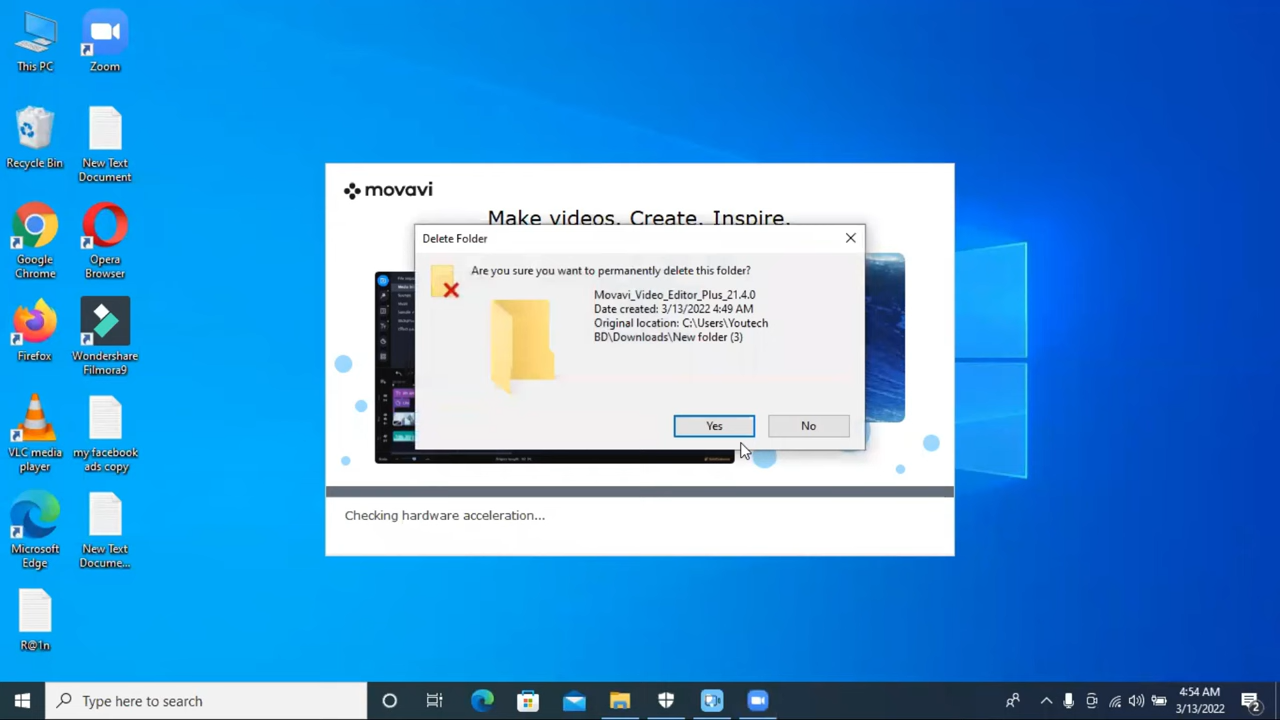 This PC
Zoom
Recycle Bin
New Text
Document
Google
Chrome
Opera
Browser
Firefox
Wondershare
Filmora9
VLC media
player
my facebook
ads copy
Microsoft
Edge
New Text
Docume...
R@1n
movavi
Make videos. Create. Inspire.
Delete Folder
Are you sure you want to permanently delete this folder?
Movavi_Video_Editor_Plus_21.4.0
Date created: 3/13/2022 4:49 AM
Original location: C:\Users\Youtech
BD\Downloads\New folder (3)
Yes
No
Checking hardware acceleration...
Type here to search
4:54 AM
3/13/2022
2